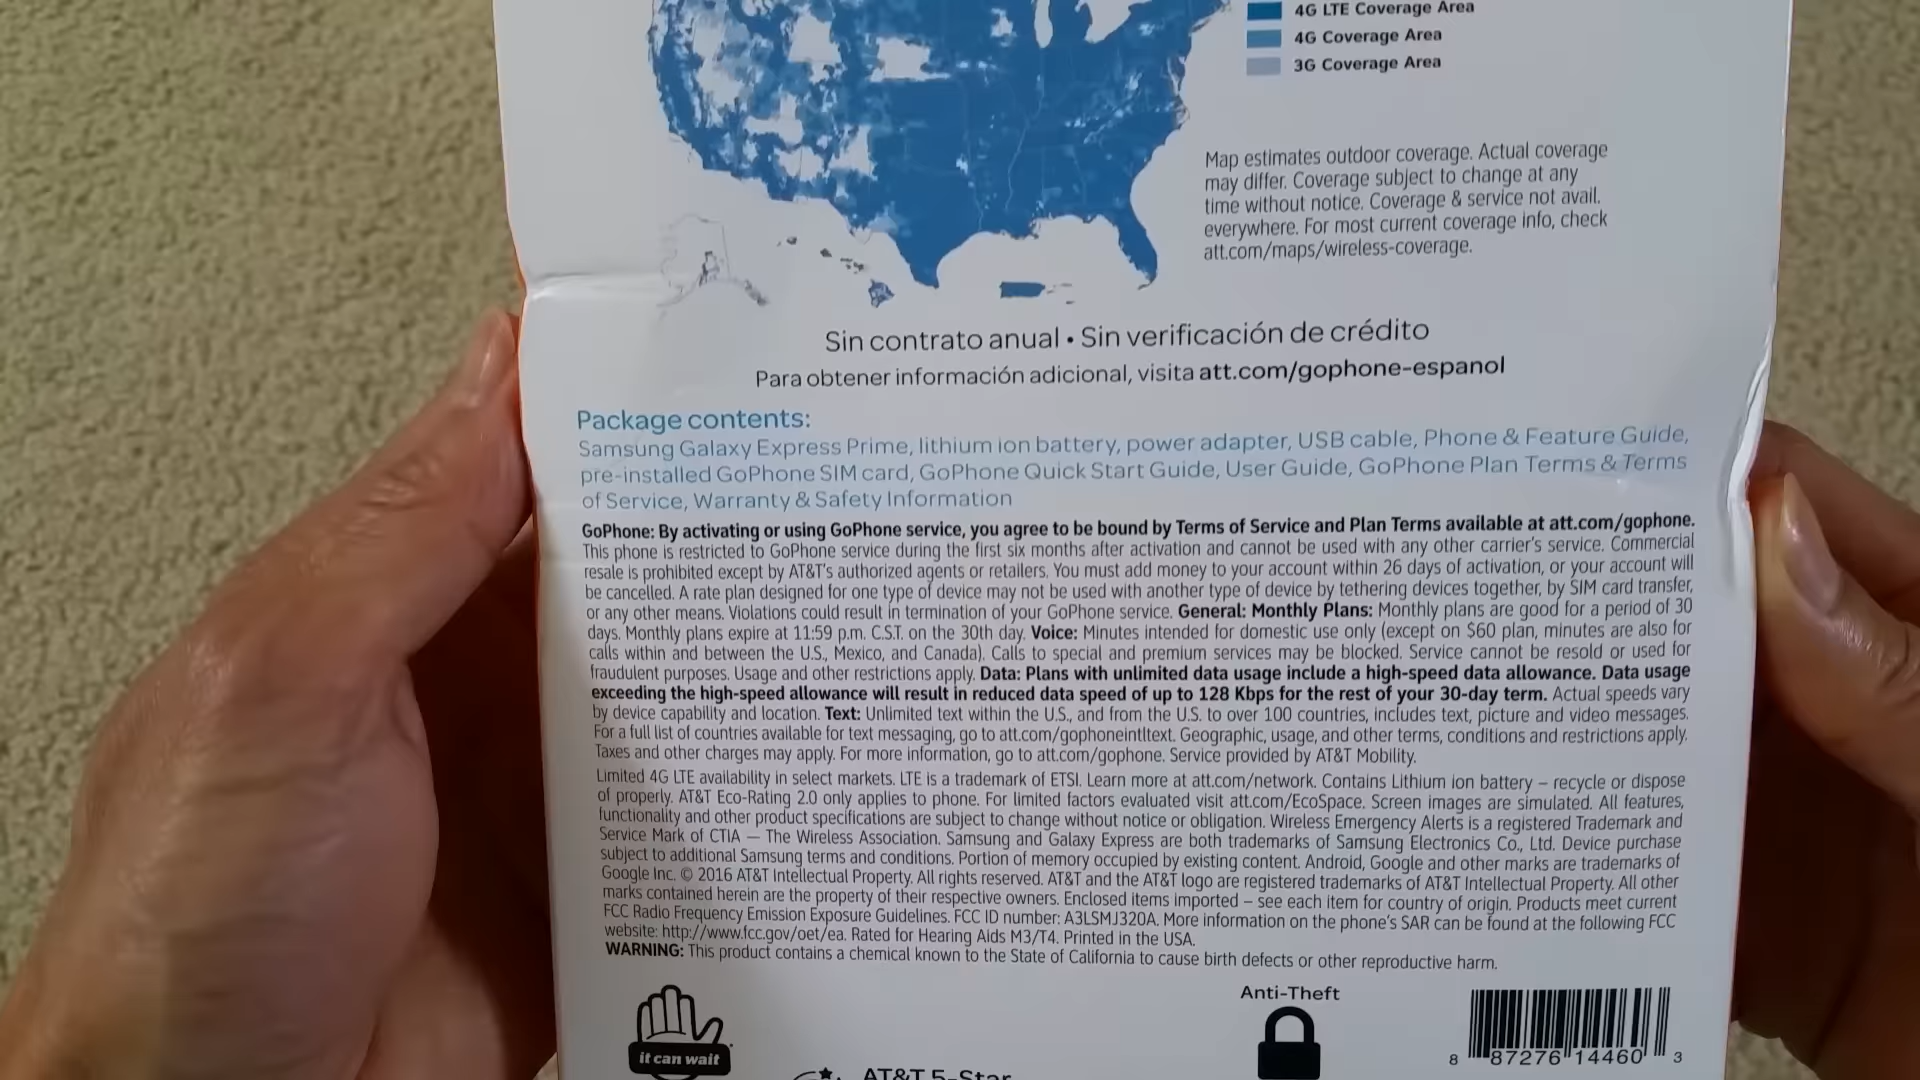 4G LTE Coverage Area
4G Coverage Area
3G Coverage Area
Map estimates outdoor coverage. Actual coverage
may differ. Coverage subject to change at any
time without notice. Coverage & service not avail.
everywhere. For most current coverage info, check
att.com/maps/wireless-coverage.
Sin contrato anual • Sin verificación de crédito
Para obtener información adicional, visita att.com/gophone-espanol
Package contents:
Samsung Galaxy Express Prime, lithium ion battery, power adapter, USB cable, Phone & Feature Guide,
pre-installed GoPhone SIM card, GoPhone Quick Start Guide, User Guide, GoPhone Plan Terms & Terms
of Service, Warranty & Safety Information
GoPhone: By activating or using GoPhone service, you agree to be bound by Terms of Service and Plan Terms available at att.com/gophone.
This phone is restricted to GoPhone service during the first six months after activation and cannot be used with any other carrier's service. Commercial
resale is prohibited except by AT&T's authorized agents or retailers. You must add money to your account within 26 days of activation, or your account will
be cancelled. A rate plan designed for one type of device may not be used with another type of device by tethering devices together, by SIM card transfer,
or any other means. Violations could result in termination of your GoPhone service. General: Monthly Plans: Monthly plans are good for a period of 30
days. Monthly plans expire at 11:59 p.m. C.S.T. on the 30th day. Voice: Minutes intended for domestic use only (except on $60 plan, minutes are also for
calls within and between the U.S., Mexico, and Canada). Calls to special and premium services may be blocked. Service cannot be resold or used for
fraudulent purposes. Usage and other restrictions apply. Data: Plans with unlimited data usage include a high-speed data allowance. Data usage
exceeding the high-speed allowance will result in reduced data speed of up to 128 Kbps for the rest of your 30-day term. Actual speeds vary
by device capability and location. Text: Unlimited text within the U.S., and from the U.S. to over 100 countries, includes text, picture and video messages.
For a full list of countries available for text messaging, go to att.com/gophoneintltext. Geographic, usage, and other terms, conditions and restrictions apply.
Taxes and other charges may apply. For more information, go to att.com/gophone. Service provided by AT&T Mobility.
Limited 4G LTE availability in select markets. LTE is a trademark of ETSI. Learn more at att.com/network. Contains Lithium ion battery – recycle or dispose
of properly. AT&T Eco-Rating 2.0 only applies to phone. For limited factors evaluated visit att.com/EcoSpace. Screen images are simulated. All features,
functionality and other product specifications are subject to change without notice or obligation. Wireless Emergency Alerts is a registered Trademark and
Service Mark of CTIA — The Wireless Association. Samsung and Galaxy Express are both trademarks of Samsung Electronics Co., Ltd. Device purchase
subject to additional Samsung terms and conditions. Portion of memory occupied by existing content. Android, Google and other marks are trademarks of
Google Inc. © 2016 AT&T Intellectual Property. All rights reserved. AT&T and the AT&T logo are registered trademarks of AT&T Intellectual Property. All other
marks contained herein are the property of their respective owners. Enclosed items imported – see each item for country of origin. Products meet current
FCC Radio Frequency Emission Exposure Guidelines. FCC ID number: A3LSMJ320A. More information on the phone's SAR can be found at the following FCC
website: http://www.fcc.gov/oet/ea. Rated for Hearing Aids M3/T4. Printed in the USA.
WARNING: This product contains a chemical known to the State of California to cause birth defects or other reproductive harm.
it can wait
AT&T 5-Star
Anti-Theft
8 87276 14460 3